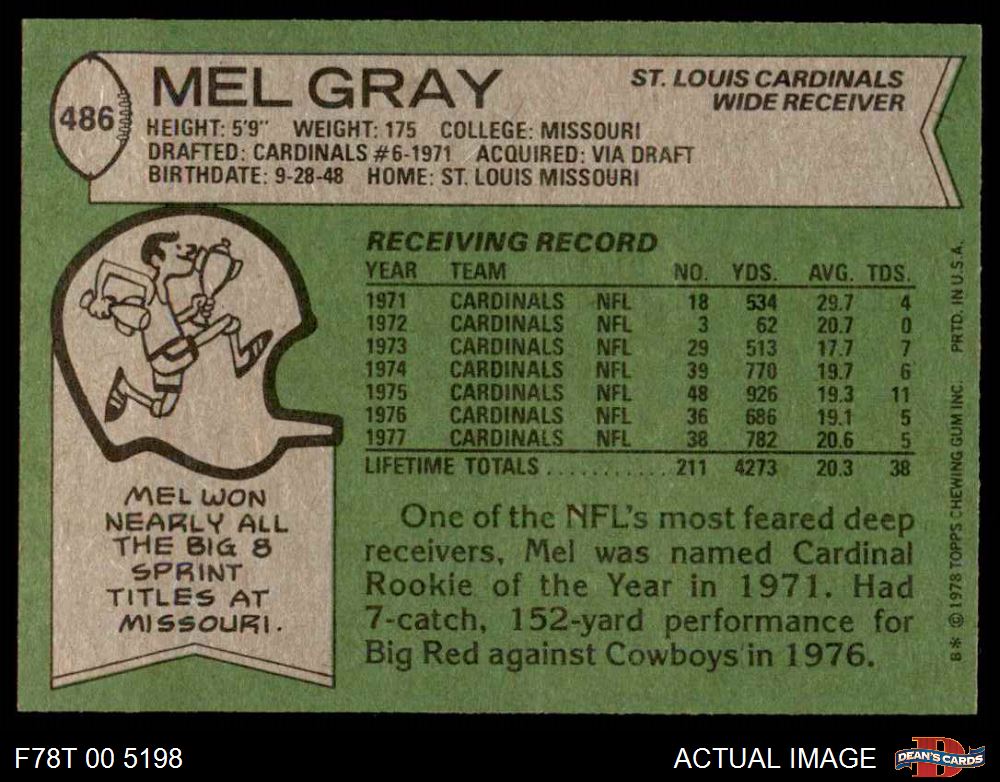 486
MEL GRAY
ST. LOUIS CARDINALS
WIDE RECEIVER
HEIGHT: 5'9" WEIGHT: 175 COLLEGE: MISSOURI
DRAFTED: CARDINALS #6-1971 ACQUIRED: VIA DRAFT
BIRTHDATE: 9-28-48 HOME: ST. LOUIS MISSOURI
RECEIVING RECORD
YEAR TEAM NO. YDS. AVG. TDS.
1971 CARDINALS NFL 18 534 29.7 4
1972 CARDINALS NFL 3 62 20.7 0
1973 CARDINALS NFL 29 513 17.7 7
1974 CARDINALS NFL 39 770 19.7 6
1975 CARDINALS NFL 48 926 19.3 11
1976 CARDINALS NFL 36 686 19.1 5
1977 CARDINALS NFL 38 782 20.6 5
LIFETIME TOTALS ............ 211 4273 20.3 38
MEL WON
NEARLY ALL
THE BIG 8
SPRINT
TITLES AT
MISSOURI.
One of the NFL's most feared deep
receivers, Mel was named Cardinal
Rookie of the Year in 1971. Had
7-catch, 152-yard performance for
Big Red against Cowboys in 1976.
B* ©1978 TOPPS CHEWING GUM INC. PRTD. IN U.S.A.
F78T 00 5198
ACTUAL IMAGE
D
DEAN'S CARDS